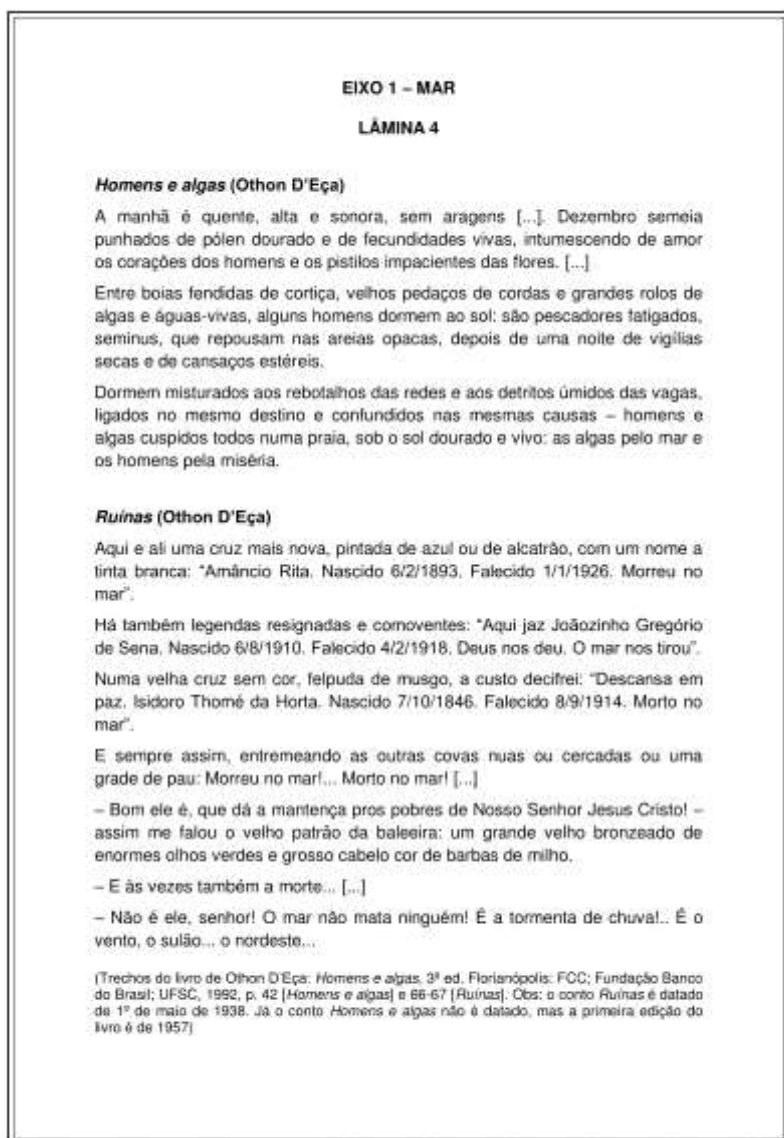 EIXO 1 – MAR
LÂMINA 4
Homens e algas (Othon D'Eça)
A manhã é quente, alta e sonora, sem aragens [...]. Dezembro semeia
punhados de pólen dourado e de fecundidades vivas, intumescendo de amor
os corações dos homens e os pistilos impacientes das flores. [...]
Entre boias fendidas de cortiça, velhos pedaços de cordas e grandes rolos de
algas e águas-vivas, alguns homens dormem ao sol: são pescadores fatigados,
seminus, que repousam nas areias opacas, depois de uma noite de vigílias
secas e de cansaços estéreis.
Dormem misturados aos rebotalhos das redes e aos detritos úmidos das vagas,
ligados no mesmo destino e confundidos nas mesmas causas – homens e
algas cuspidos todos numa praia, sob o sol dourado e vivo: as algas pelo mar e
os homens pela miséria.
Ruínas (Othon D'Eça)
Aqui e ali uma cruz mais nova, pintada de azul ou de alcatrão, com um nome a
tinta branca: "Amâncio Rita. Nascido 6/2/1893. Falecido 1/1/1926. Morreu no
mar".
Há também legendas resignadas e comoventes: "Aqui jaz Joãozinho Gregório
de Sena. Nascido 6/8/1910. Falecido 4/2/1918. Deus nos deu. O mar nos tirou".
Numa velha cruz sem cor, felpuda de musgo, a custo decifrei: "Descansa em
paz. Isidoro Thomé da Horta. Nascido 7/10/1846. Falecido 8/9/1914. Morto no
mar".
E sempre assim, entremeando as outras covas nuas ou cercadas ou uma
grade de pau: Morreu no mar!... Morto no mar! [...]
– Bom ele é, que dá a mantença pros pobres de Nosso Senhor Jesus Cristo! –
assim me falou o velho patrão da baleeira: um grande velho bronzeado de
enormes olhos verdes e grosso cabelo cor de barbas de milho.
– E às vezes também a morte... [...]
– Não é ele, senhor! O mar não mata ninguém! É a tormenta de chuva!.. É o
vento, o sulão... o nordeste...
(Trechos do livro de Othon D'Eça: Homens e algas, 3ª ed. Florianópolis: FCC; Fundação Banco
do Brasil; UFSC, 1992, p. 42 [Homens e algas] e 66-67 [Ruínas]. Obs: o conto Ruínas é datado
de 1º de maio de 1938. Já o conto Homens e algas não é datado, mas a primeira edição do
livro é de 1957)